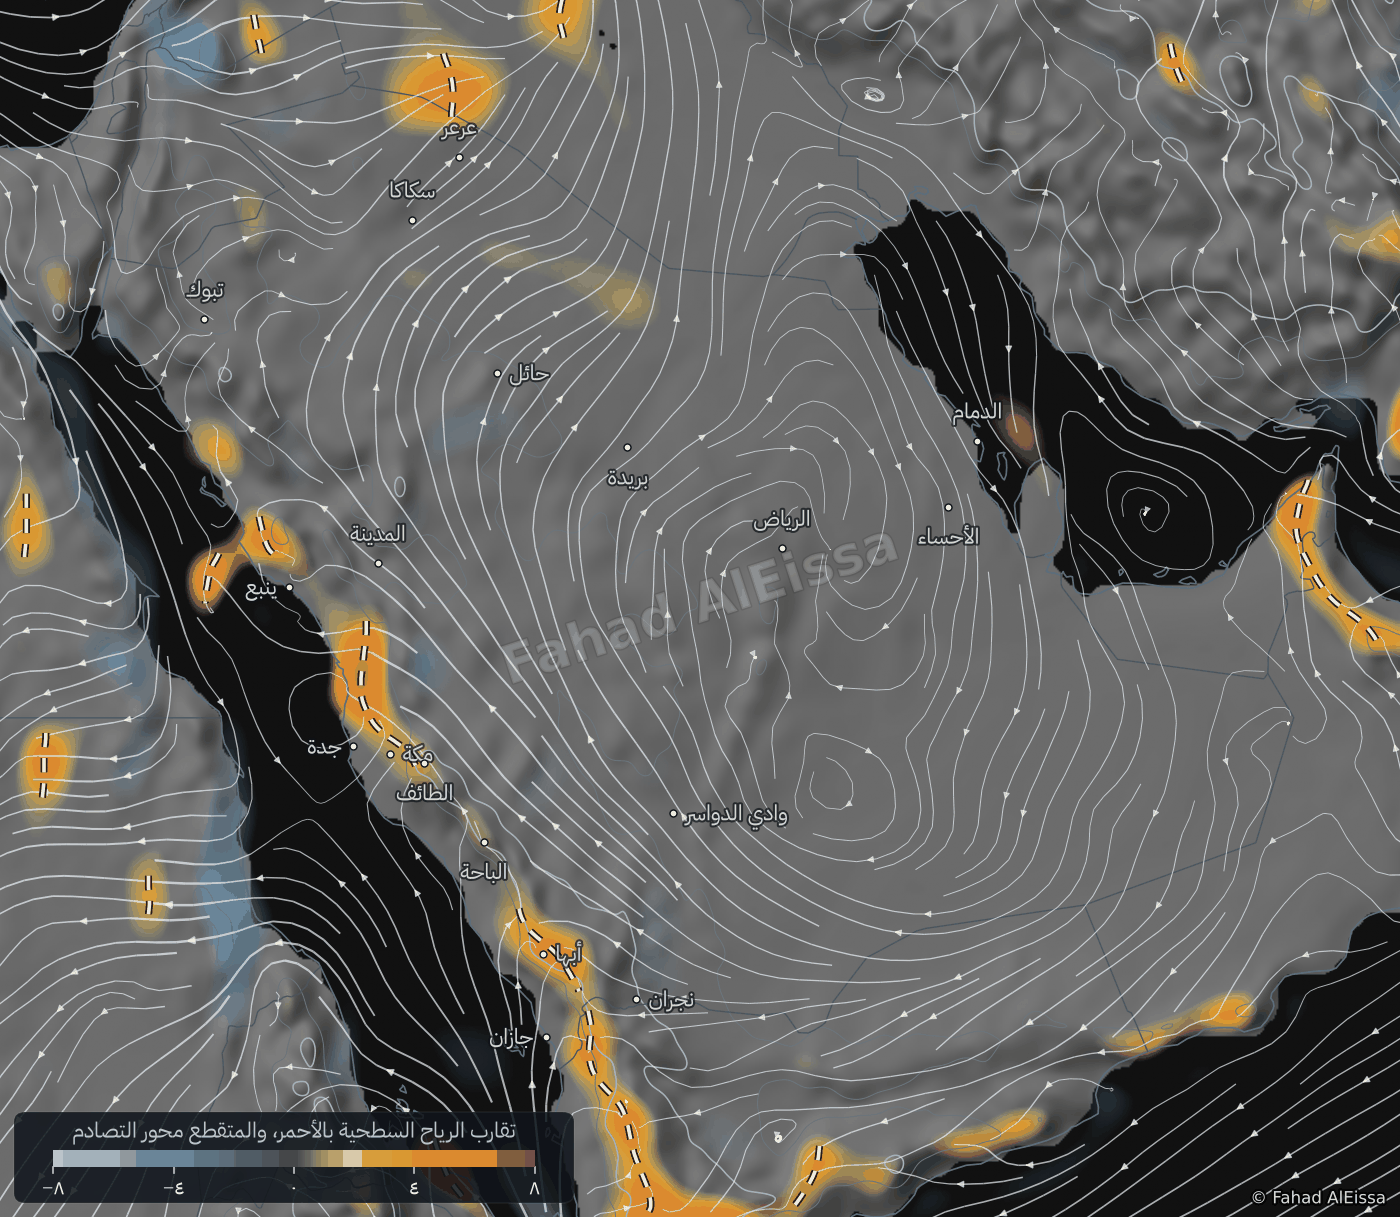 عرعر
سكاكا
تبوك
حائل
الدمام
بريدة
الرياض
الأحساء
المدينة
ينبع
Fahad AlEissa
جدة
مكة
الطائف
وادي الدواسر
الباحة
أبها
نجران
جازان
تقارب الرياح السطحية بالأحمر، والمتقطع محور التصادم
−٨ −٤ ٠ ٤ ٨
© Fahad AlEissa